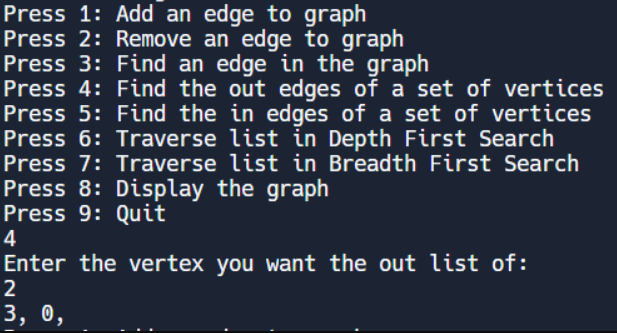 Press 1: Add an edge to graph
Press 2: Remove an edge to graph
Press 3: Find an edge in the graph
Press 4: Find the out edges of a set of vertices
Press 5: Find the in edges of a set of vertices
Press 6: Traverse list in Depth First Search
Press 7: Traverse list in Breadth First Search
Press 8: Display the graph
Press 9: Quit
4
Enter the vertex you want the out list of:
2
3, 0,